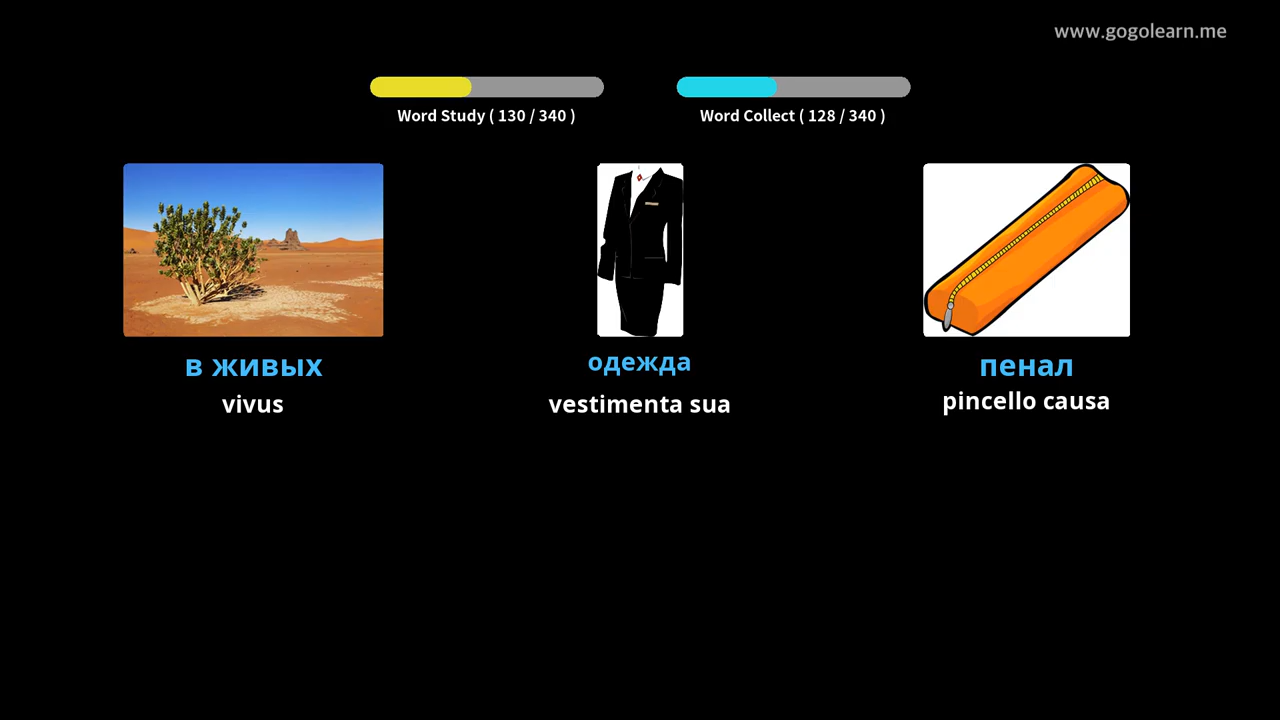 www.gogolearn.me
Word Study ( 130 / 340 )
Word Collect ( 128 / 340 )
в живых
vivus
одежда
vestimenta sua
пенал
pincello causa